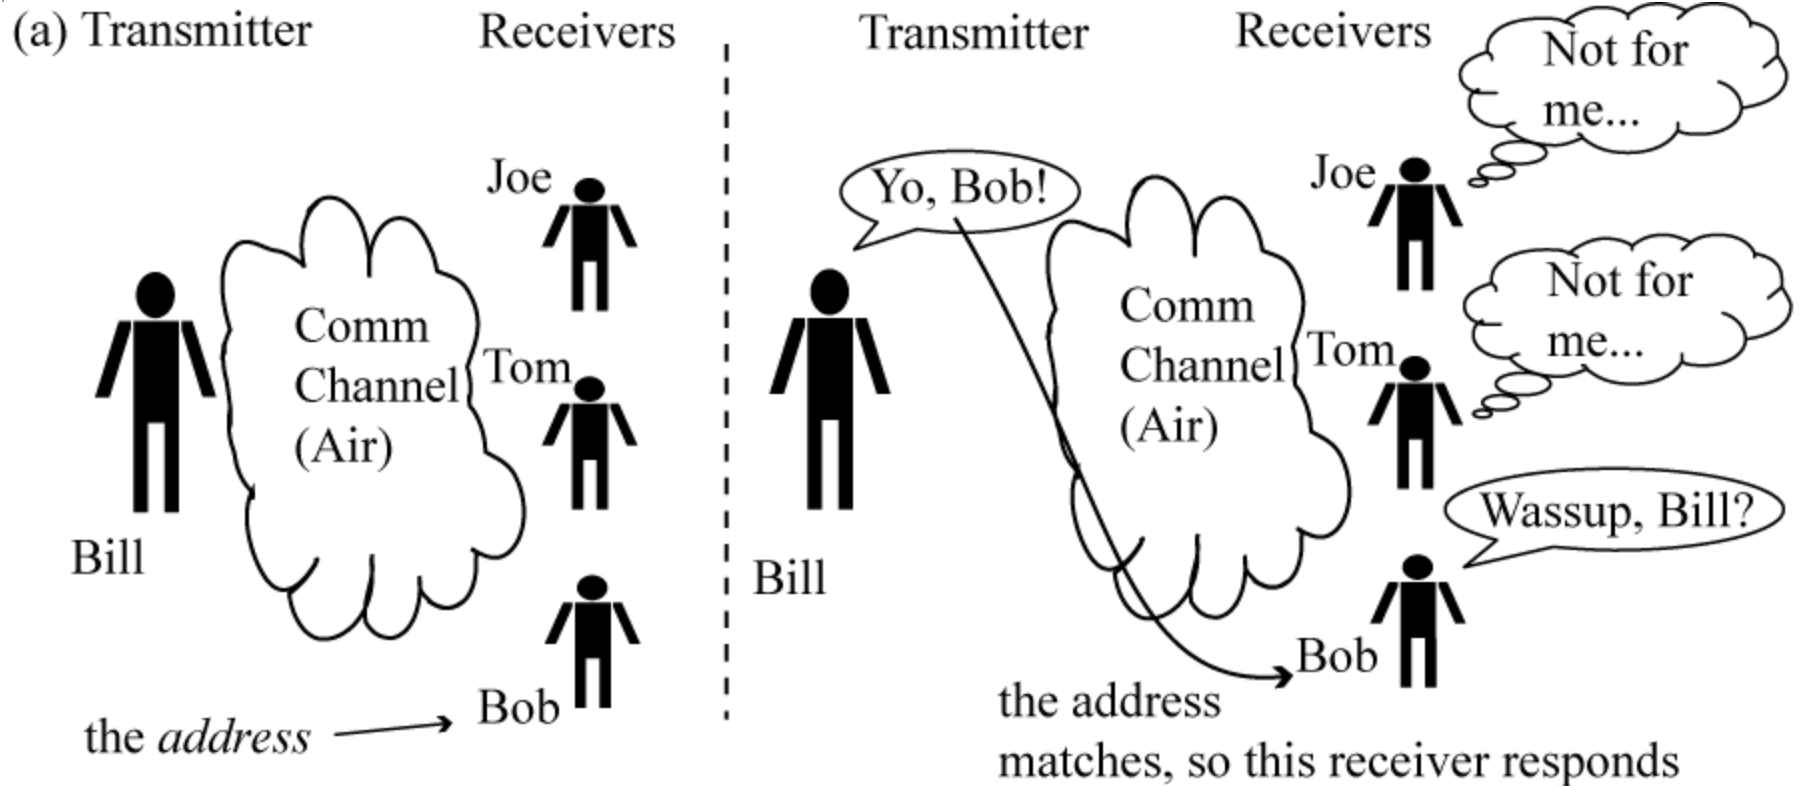 (a) Transmitter
Receivers
Joe
Comm
Channel
(Air)
Tom
Bill
Bob
the address
Transmitter
Receivers
Not for
me...
Yo, Bob!
Joe
Not for
me...
Comm
Channel
(Air)
Tom
Wassup, Bill?
Bill
Bob
the address
matches, so this receiver responds